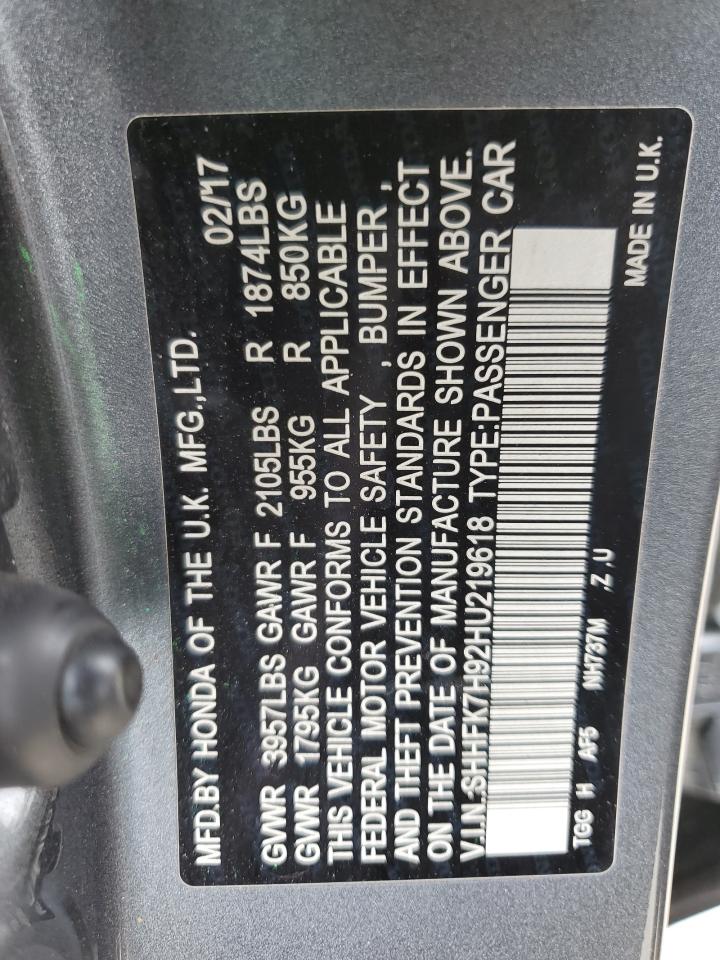 MFD.BY HONDA OF THE U.K. MFG.,LTD. 02/17
GVWR 3957LBS GAWR F 2105LBS R 1874LBS
GVWR 1795KG GAWR F 955KG R 850KG
THIS VEHICLE CONFORMS TO ALL APPLICABLE
FEDERAL MOTOR VEHICLE SAFETY , BUMPER ,
AND THEFT PREVENTION STANDARDS IN EFFECT
ON THE DATE OF MANUFACTURE SHOWN ABOVE.
V.I.N.:SHHFK7H92HU219618 TYPE:PASSENGER CAR
TGG H AF5 NH737M .Z .U
MADE IN U.K.